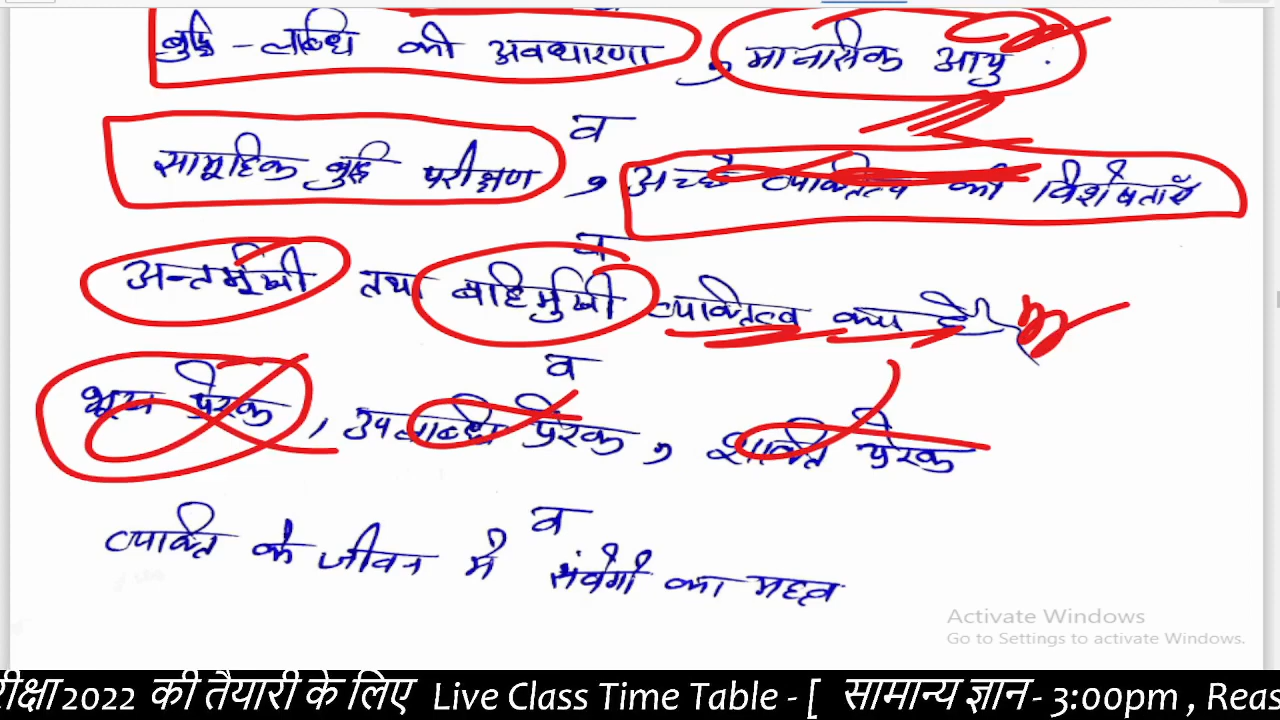 बुद्धि - लब्धि की अवधारणा , मानसिक आयु .
व
सामूहिक बुद्धि परीक्षण , अच्छे व्यक्तित्व की विशेषताएँ
व
अन्तर्मुखी तथा बहिर्मुखी व्यक्तित्व क्या है
व
भूख प्रेरक , उपलब्धि प्रेरक , शक्ति प्रेरक
व
व्यक्ति के जीवन में संवेगों का महत्व
Activate Windows
Go to Settings to activate Windows.
रीक्षा 2022 की तैयारी के लिए Live Class Time Table - [ सामान्य ज्ञान - 3:00pm , Reas